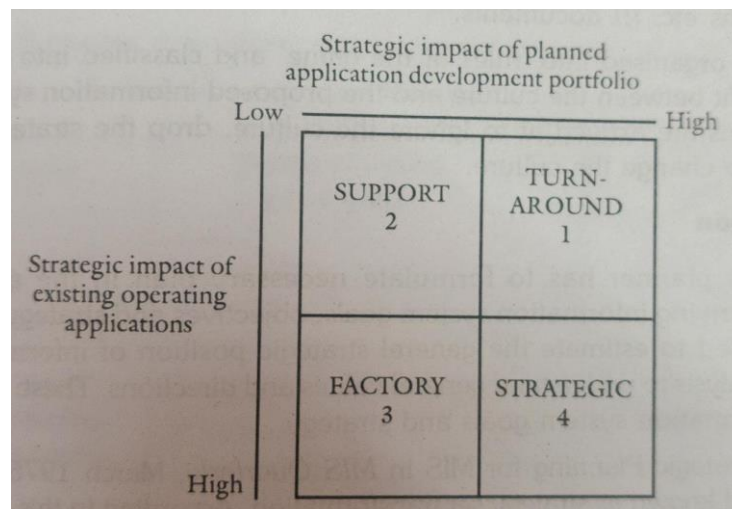 Strategic impact of planned
application development portfolio
Low
High
SUPPORT
2
TURN-
AROUND
1
Strategic impact of
existing operating
applications
FACTORY
3
STRATEGIC
4
High